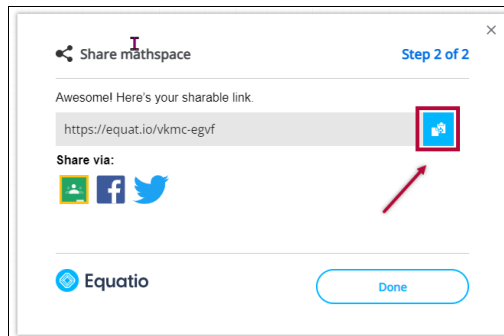 Share mathspace
Step 2 of 2
Awesome! Here's your sharable link.
https://equat.io/vkmc-egvf
Share via:
Equatio
Done